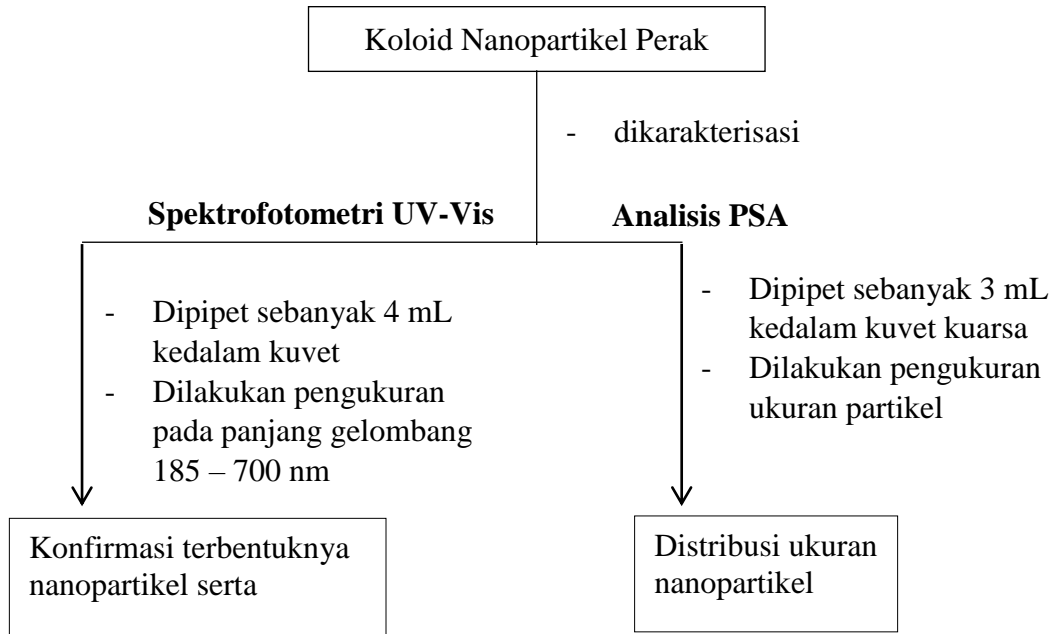 Koloid Nanopartikel Perak
- dikarakterisasi
Spektrofotometri UV-Vis
Analisis PSA
- Dipipet sebanyak 4 mL
kedalam kuvet
- Dilakukan pengukuran
pada panjang gelombang
185 – 700 nm
- Dipipet sebanyak 3 mL
kedalam kuvet kuarsa
- Dilakukan pengukuran
ukuran partikel
Konfirmasi terbentuknya
nanopartikel serta
Distribusi ukuran
nanopartikel